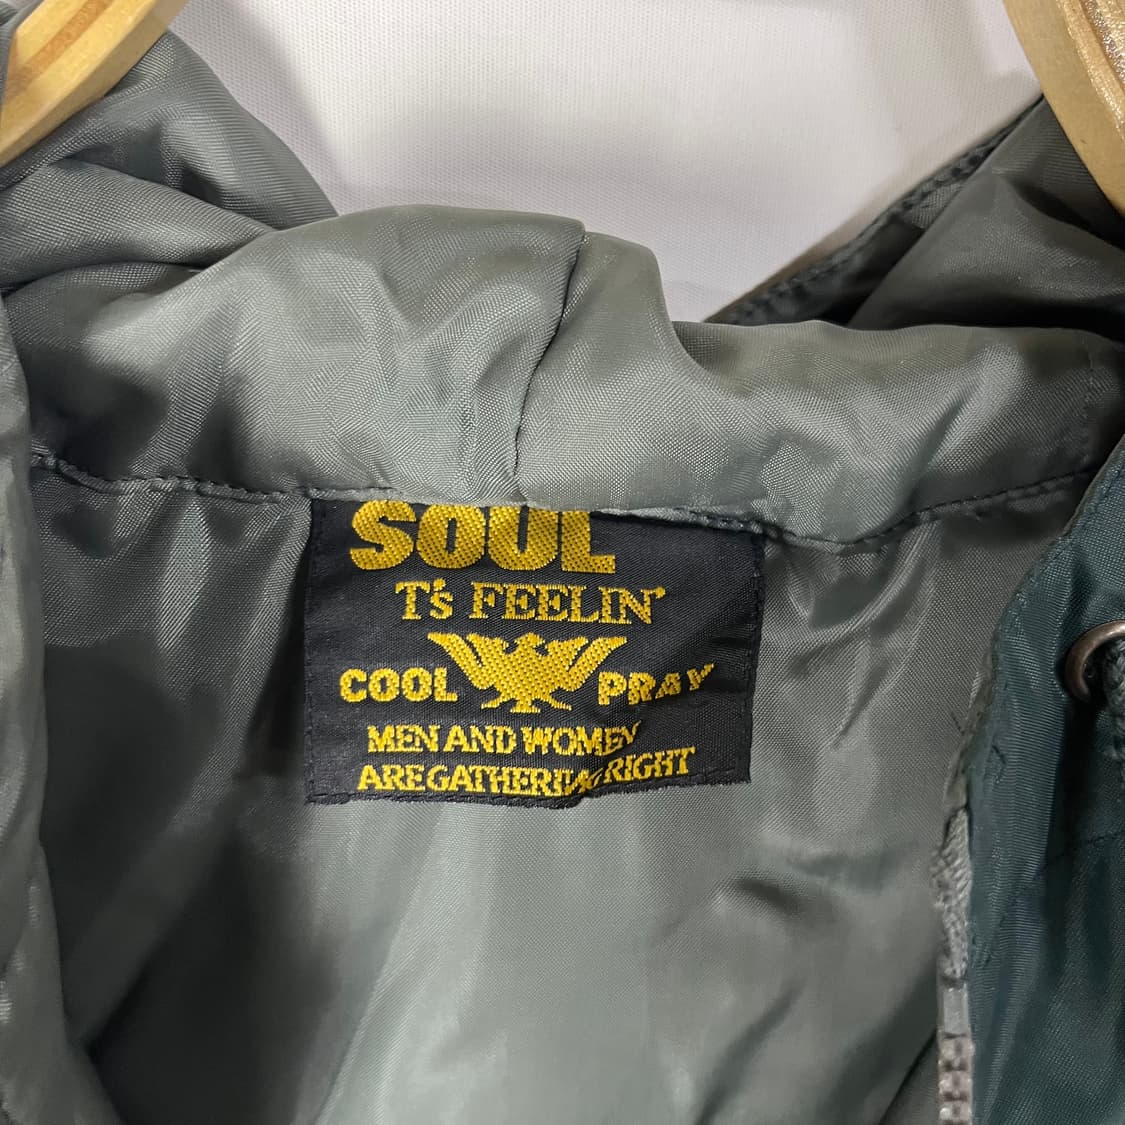 SOUL
T's FEELIN'
COOL PRAY
MEN AND WOMEN
ARE GATHERING RIGHT